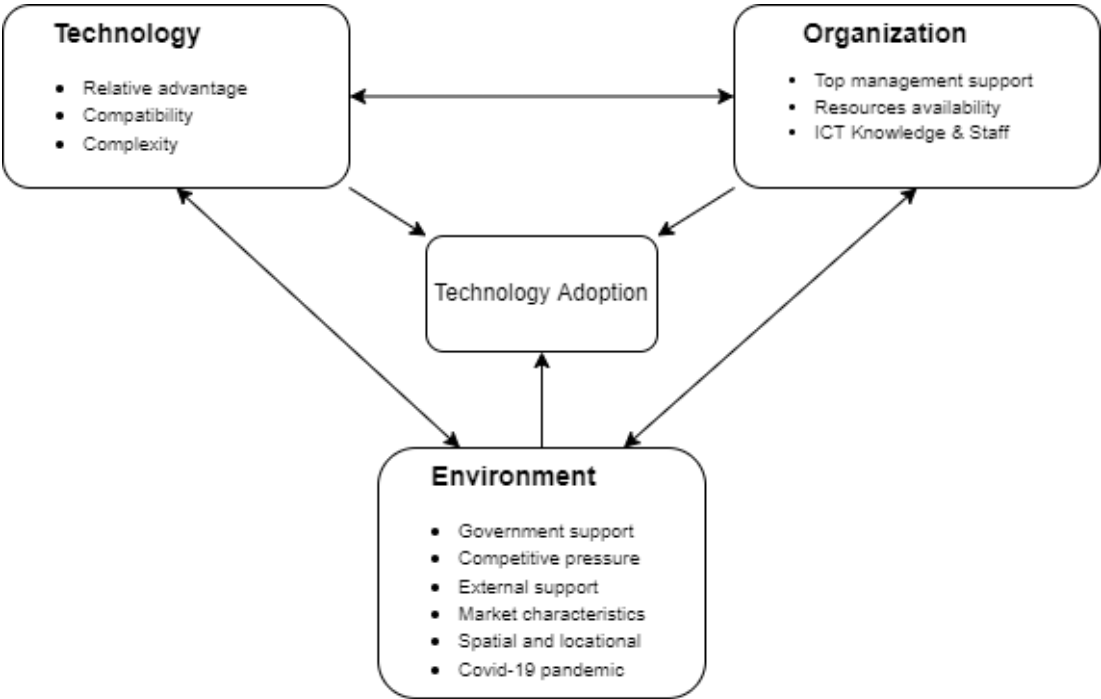 Technology
• Relative advantage
• Compatibility
• Complexity
Organization
• Top management support
• Resources availability
• ICT Knowledge & Staff
Technology Adoption
Environment
• Government support
• Competitive pressure
• External support
• Market characteristics
• Spatial and locational
• Covid-19 pandemic